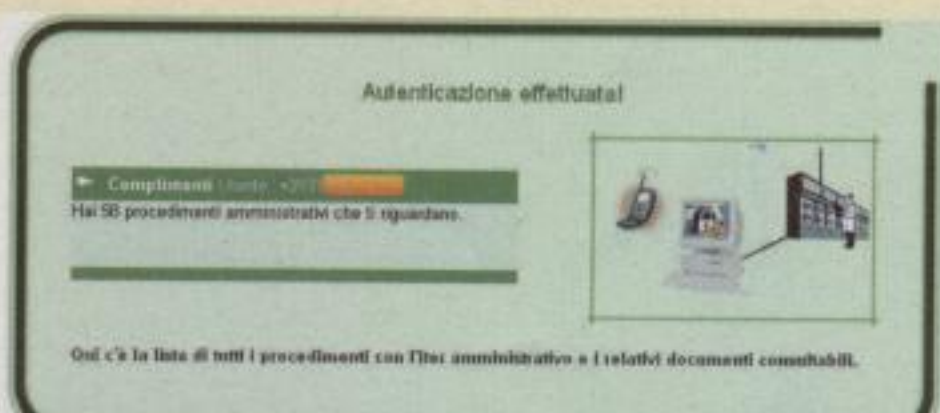 Autenticazione effettuata!
Complimenti Utente: +393
Hai 58 procedimenti amministrativi che ti riguardano.
Qui c'è la lista di tutti i procedimenti con l'iter amministrativo e i relativi documenti consultabili.